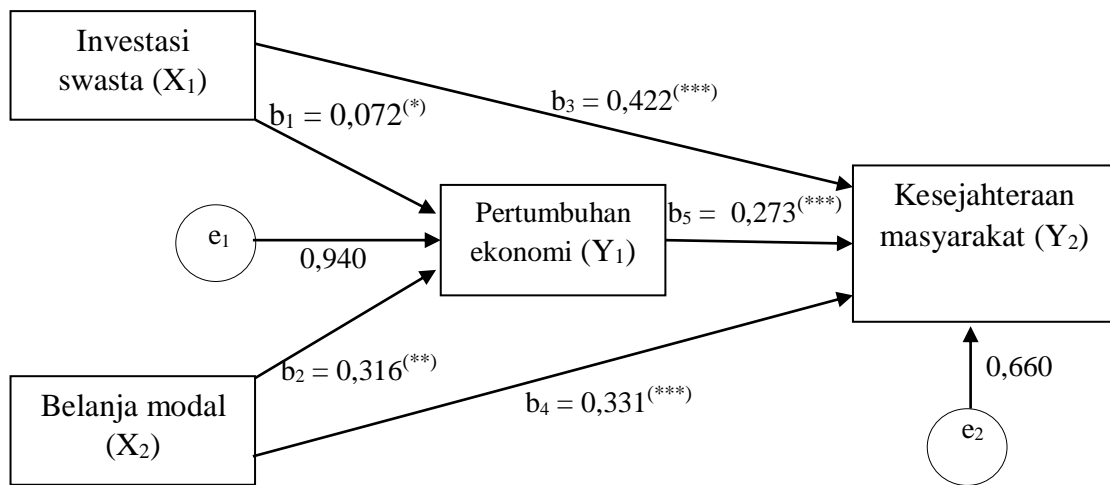 Investasi
swasta (X₁)
b₃ = 0,422⁽***⁾
b₁ = 0,072⁽*⁾
Pertumbuhan
ekonomi (Y₁)
b₅ = 0,273⁽***⁾
Kesejahteraan
masyarakat (Y₂)
e₁
0,940
b₂ = 0,316⁽**⁾
b₄ = 0,331⁽***⁾
0,660
Belanja modal
(X₂)
e₂